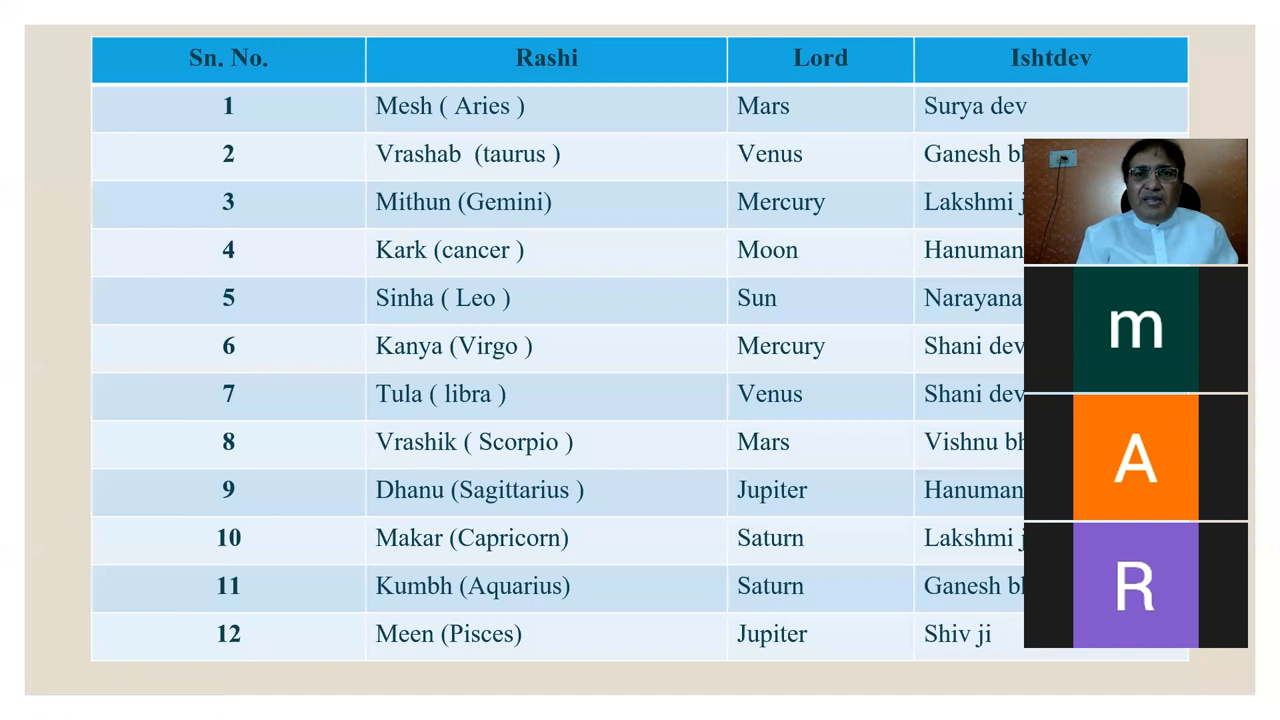 Sn. No. Rashi Lord Ishtdev
1 Mesh ( Aries ) Mars Surya dev
2 Vrashab (taurus ) Venus Ganesh
3 Mithun (Gemini) Mercury Lakshmi
4 Kark (cancer ) Moon Hanuman
5 Sinha ( Leo ) Sun Narayana
6 Kanya (Virgo ) Mercury Shani dev
7 Tula ( libra ) Venus Shani dev
8 Vrashik ( Scorpio ) Mars Vishnu
9 Dhanu (Sagittarius ) Jupiter Hanuman
10 Makar (Capricorn) Saturn Lakshmi
11 Kumbh (Aquarius) Saturn Ganesh
12 Meen (Pisces) Jupiter Shiv ji
m
A
R